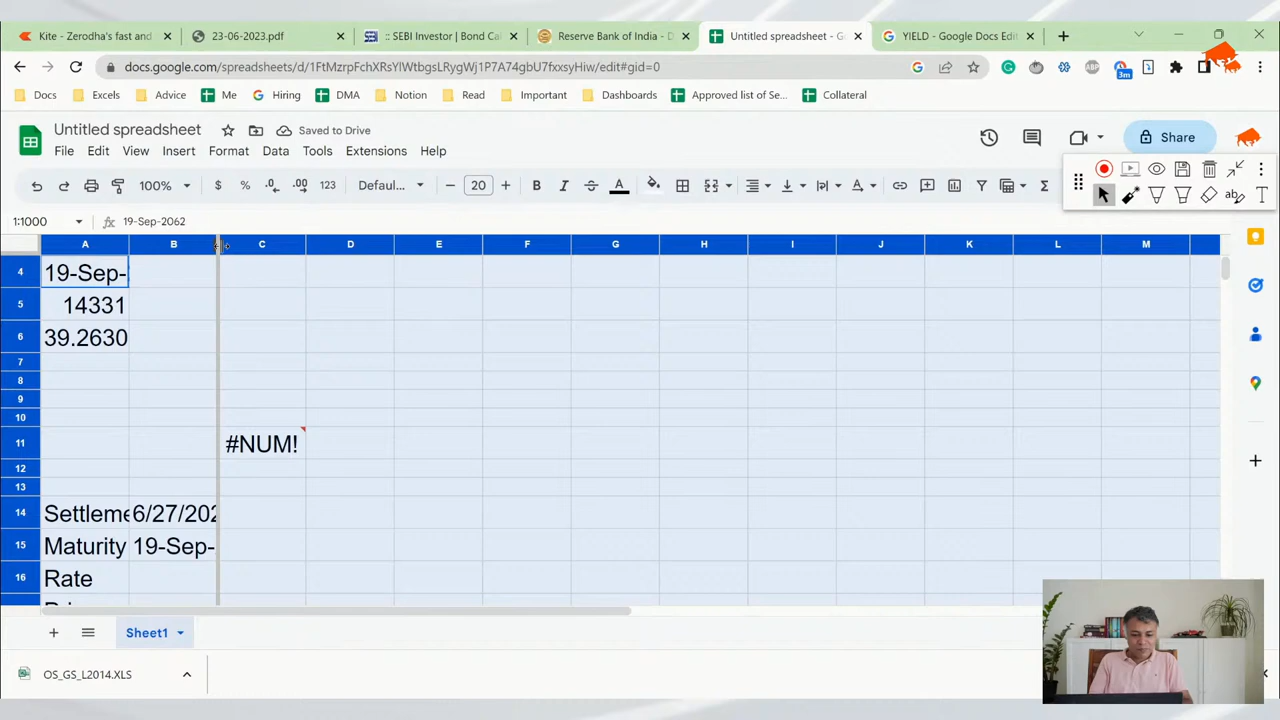 Kite - Zerodha's fast and
23-06-2023.pdf
:: SEBI Investor | Bond Cal
Reserve Bank of India - D
Untitled spreadsheet - G
YIELD - Google Docs Edit
docs.google.com/spreadsheets/d/1FtMzrpFchXRsYlWtbgsLRygWj1P7A7AgbU7fxxsyHiw/edit#gid=0
3m
ABP
Docs
Excels
Advice
Me
Hiring
DMA
Notion
Read
Important
Dashboards
Approved list of Se...
Collateral
Untitled spreadsheet
Saved to Drive
Share
File
Edit
View
Insert
Format
Data
Tools
Extensions
Help
100%
$
%
.0
.00
123
Defaul...
20
B
I
S
A
Σ
ab
T
1:1000
fx
19-Sep-2062
A B C D E F G H I J K L M
4 19-Sep-
5 14331
6 39.2630
7
8
9
10
11 #NUM!
12
13
14 Settleme 6/27/202
15 Maturity 19-Sep-
16 Rate
Sheet1
OS_GS_L2014.XLS